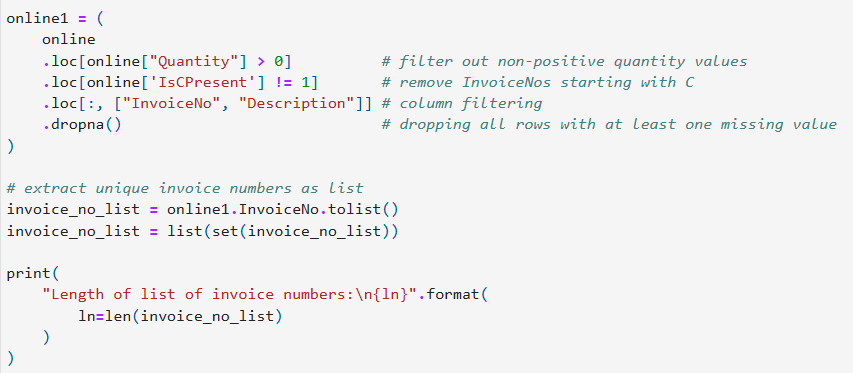 online1 = (
    online
    .loc[online["Quantity"] > 0]          # filter out non-positive quantity values
    .loc[online['IsCPresent'] != 1]       # remove InvoiceNos starting with C
    .loc[:, ["InvoiceNo", "Description"]] # column filtering
    .dropna()                             # dropping all rows with at least one missing value
)

# extract unique invoice numbers as list
invoice_no_list = online1.InvoiceNo.tolist()
invoice_no_list = list(set(invoice_no_list))

print(
    "Length of list of invoice numbers:\n{ln}".format(
        ln=len(invoice_no_list)
    )
)